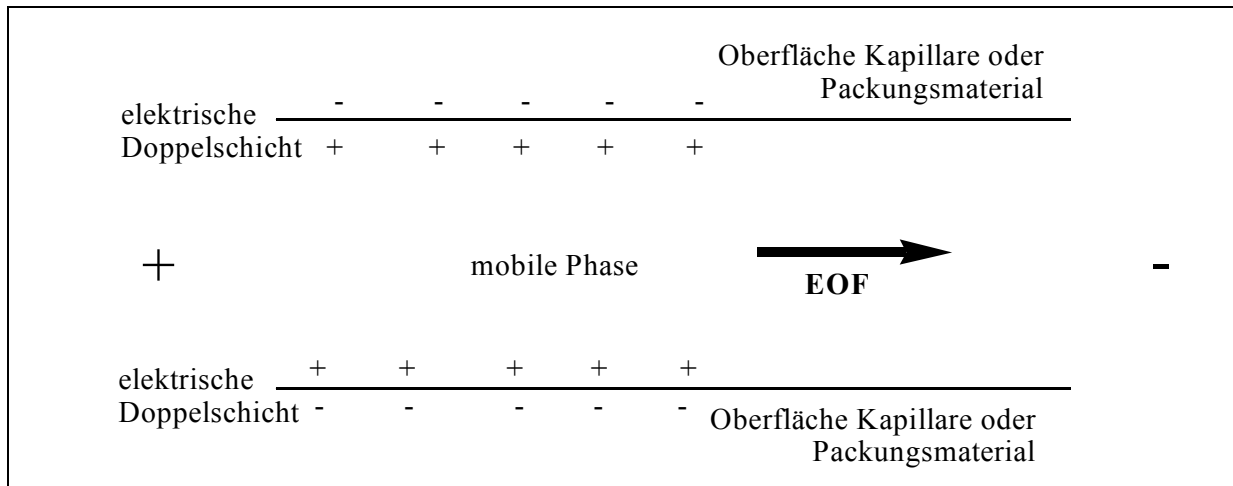 Oberfläche Kapillare oder
Packungsmaterial
- - - - -
elektrische
Doppelschicht + + + + +
+ mobile Phase -
EOF
elektrische + + + + +
Doppelschicht - - - - -
Oberfläche Kapillare oder
Packungsmaterial